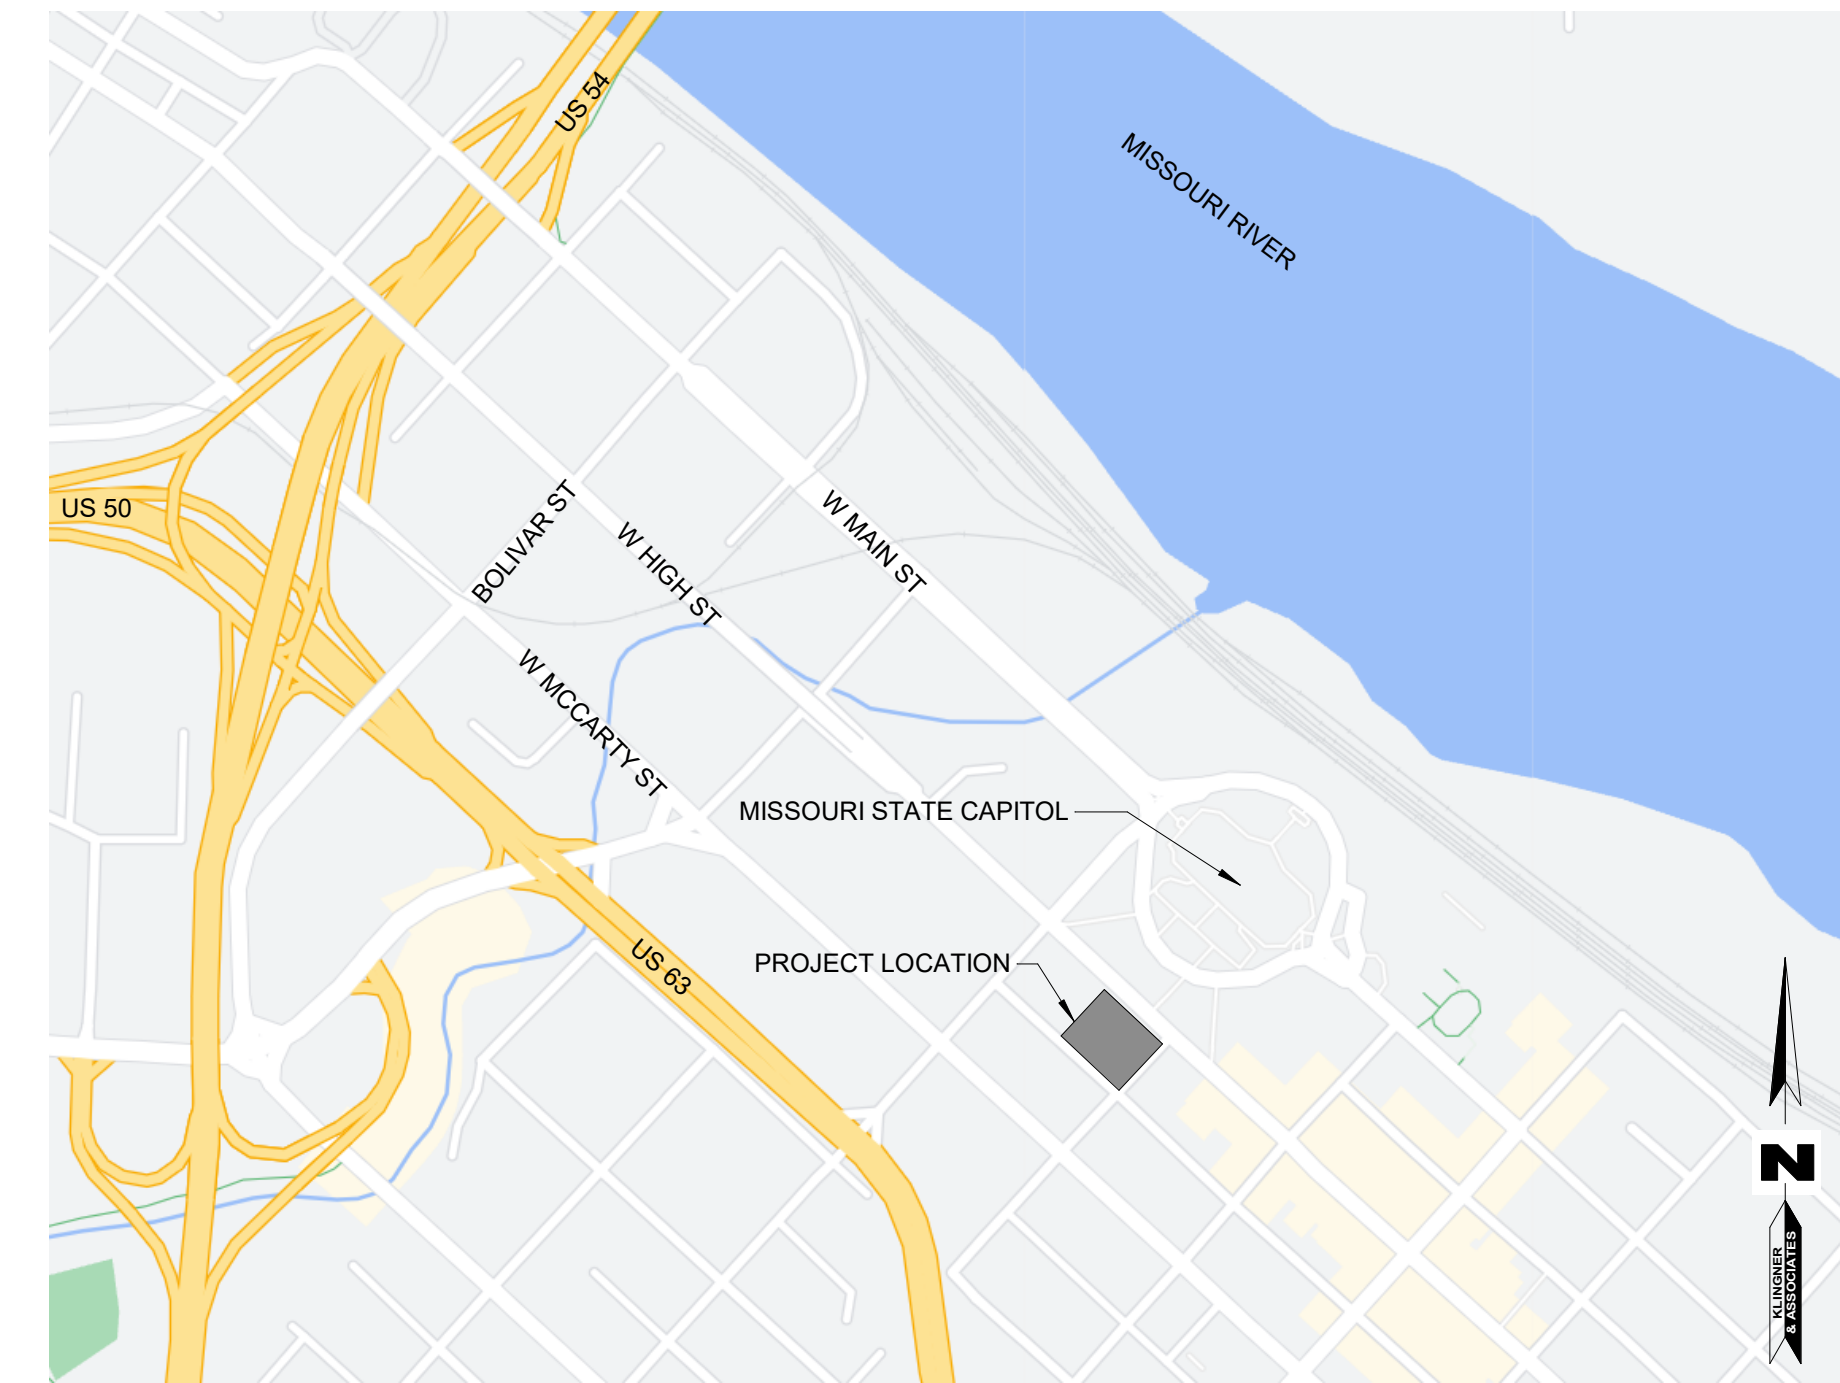 US 54
MISSOURI RIVER
US 50
BOLIVAR ST
W HIGH ST
W MAIN ST
W MCCARTY ST
MISSOURI STATE CAPITOL
PROJECT LOCATION
US 63
N
KLINGNER
& ASSOCIATES